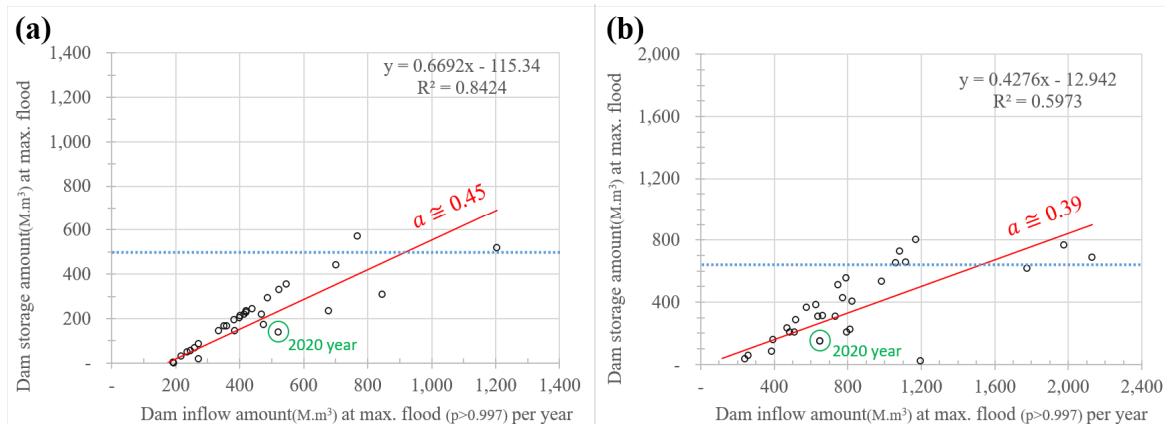 (a)
Dam storage amount(M.m³) at max. flood
1,400
1,200
1,000
800
600
400
200
-
y = 0.6692x - 115.34
R² = 0.8424
a ≅ 0.45
2020 year
- 200 400 600 800 1,000 1,200 1,400
Dam inflow amount(M.m³) at max. flood (p>0.997) per year
(b)
Dam storage amount(M.m³) at max. flood
2,000
1,600
1,200
800
400
-
y = 0.4276x - 12.942
R² = 0.5973
a ≅ 0.39
2020 year
- 400 800 1,200 1,600 2,000 2,400
Dam inflow amount(M.m³) at max. flood (p>0.997) per year